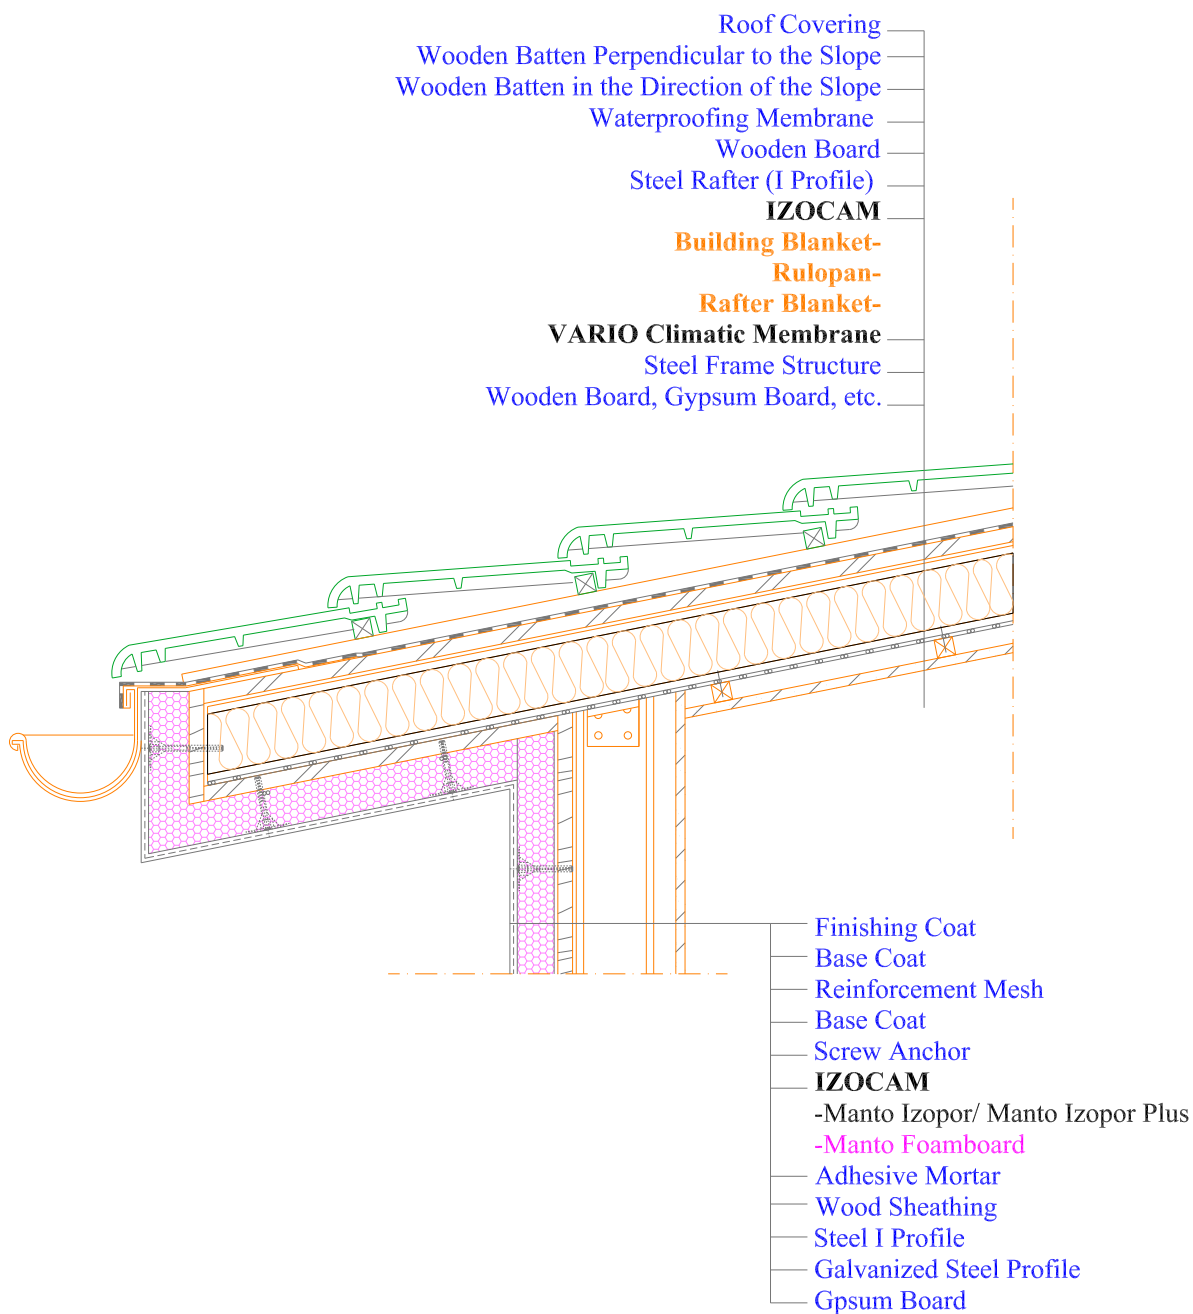 Roof Covering
Wooden Batten Perpendicular to the Slope
Wooden Batten in the Direction of the Slope
Waterproofing Membrane
Wooden Board
Steel Rafter (I Profile)
IZOCAM
Building Blanket-
Rulopan-
Rafter Blanket-
VARIO Climatic Membrane
Steel Frame Structure
Wooden Board, Gypsum Board, etc.
Finishing Coat
Base Coat
Reinforcement Mesh
Base Coat
Screw Anchor
IZOCAM
-Manto Izopor/ Manto Izopor Plus
-Manto Foamboard
Adhesive Mortar
Wood Sheathing
Steel I Profile
Galvanized Steel Profile
Gpsum Board